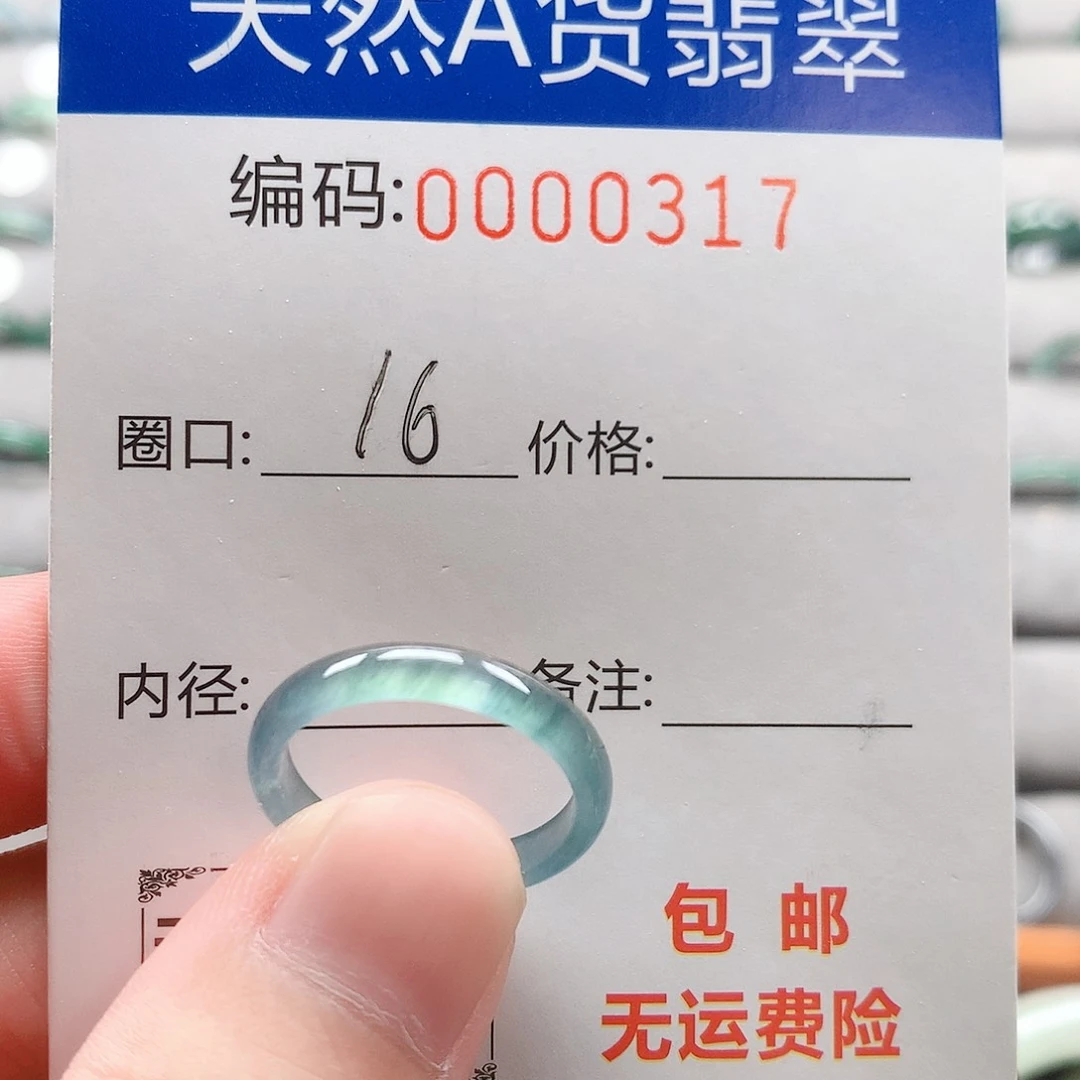 天然A货翡翠
编码:0000317
圈口: 16 价格:
内径: 备注:
包 邮
无运费险